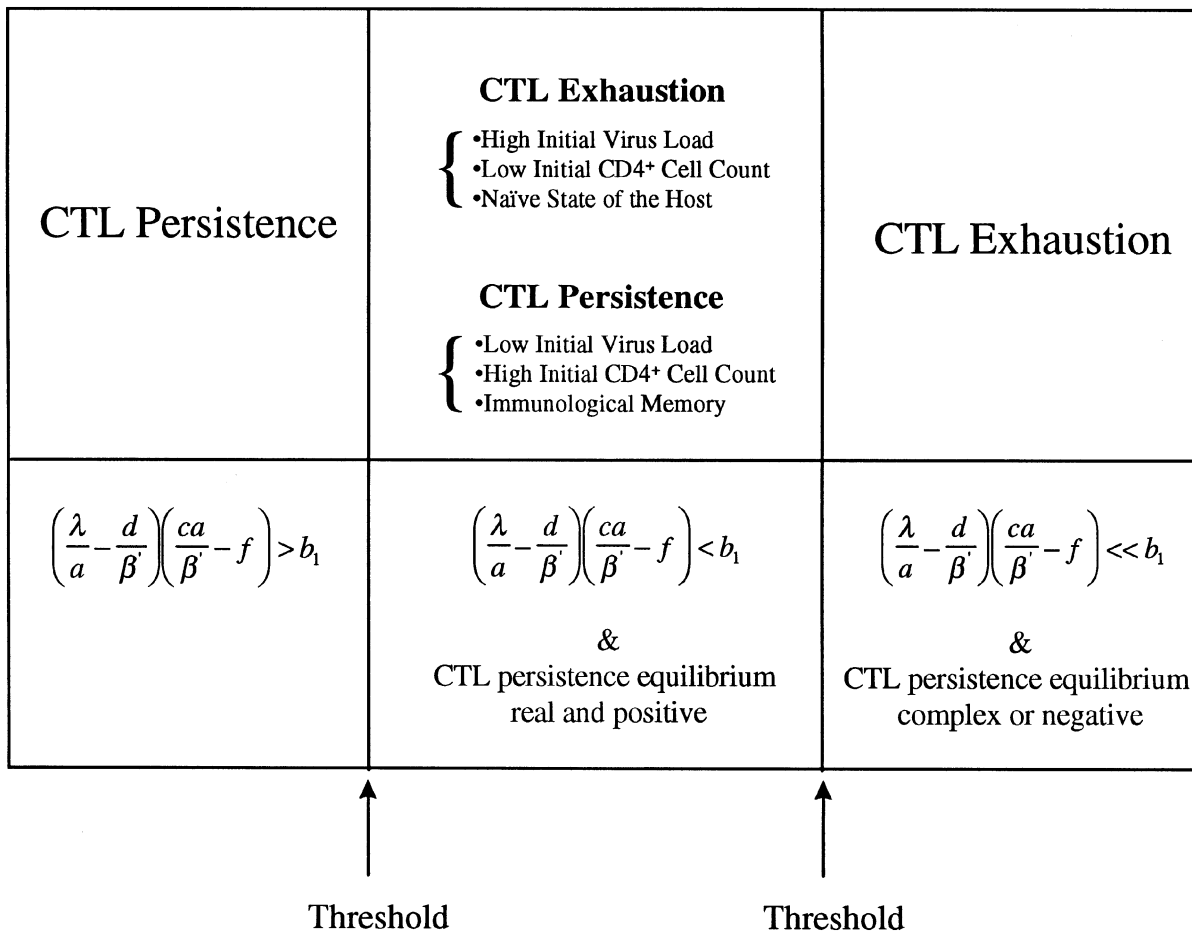 CTL Persistence
CTL Exhaustion
•High Initial Virus Load
•Low Initial CD4⁺ Cell Count
•Naïve State of the Host
CTL Persistence
•Low Initial Virus Load
•High Initial CD4⁺ Cell Count
•Immunological Memory
CTL Exhaustion
(λ/a − d/β')(ca/β' − f) > b₁
(λ/a − d/β')(ca/β' − f) < b₁
&
CTL persistence equilibrium
real and positive
(λ/a − d/β')(ca/β' − f) << b₁
&
CTL persistence equilibrium
complex or negative
Threshold
Threshold